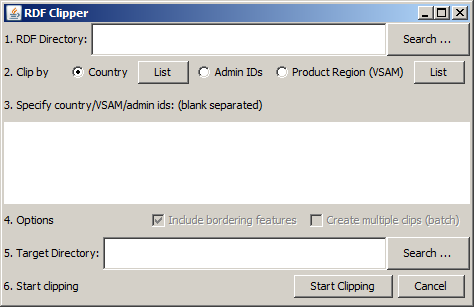 RDF Clipper
1. RDF Directory: Search ...
2. Clip by Country List Admin IDs Product Region (VSAM) List
3. Specify country/VSAM/admin ids: (blank separated)
4. Options Include bordering features Create multiple clips (batch)
5. Target Directory: Search ...
6. Start clipping Start Clipping Cancel